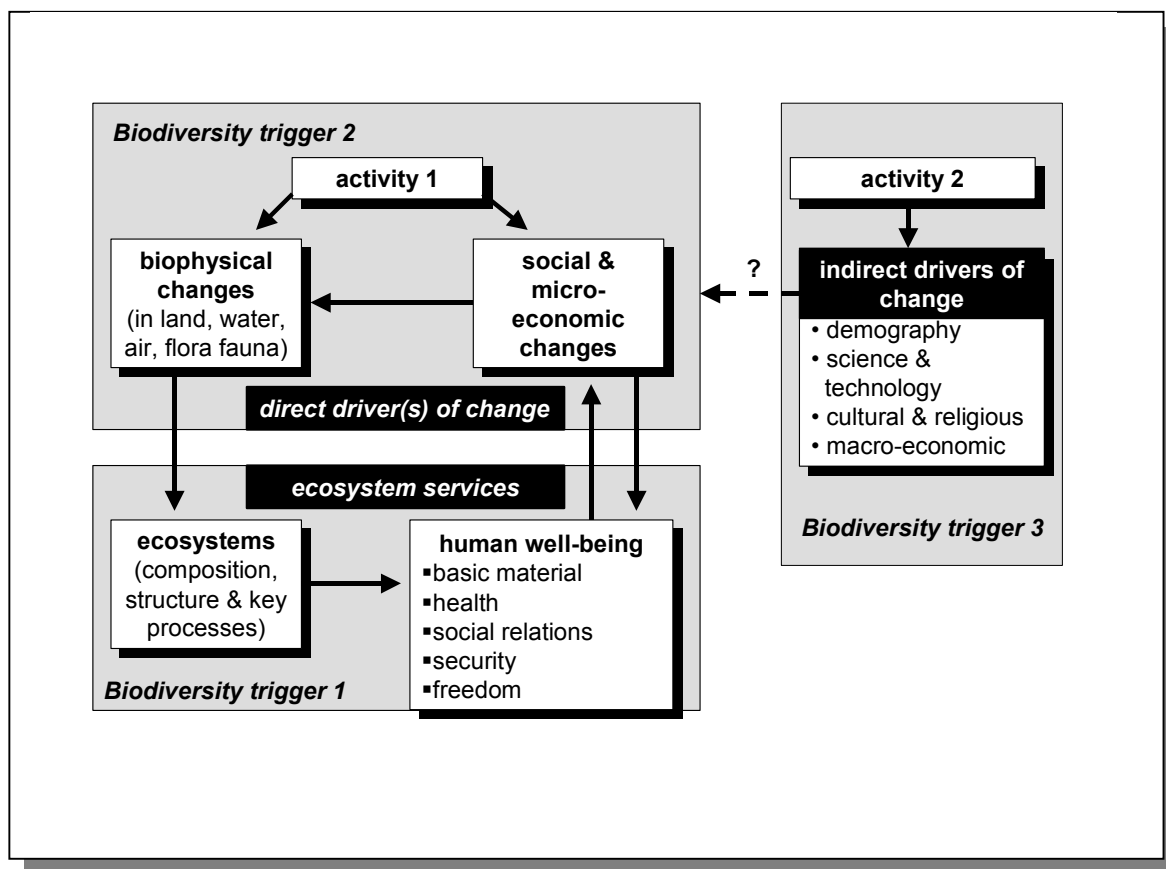 Biodiversity trigger 2
activity 1
biophysical
changes
(in land, water,
air, flora fauna)
social &
micro-
economic
changes
direct driver(s) of change
ecosystem services
ecosystems
(composition,
structure & key
processes)
human well-being
▪basic material
▪health
▪social relations
▪security
▪freedom
Biodiversity trigger 1
?
activity 2
indirect drivers of
change
• demography
• science &
technology
• cultural & religious
• macro-economic
Biodiversity trigger 3